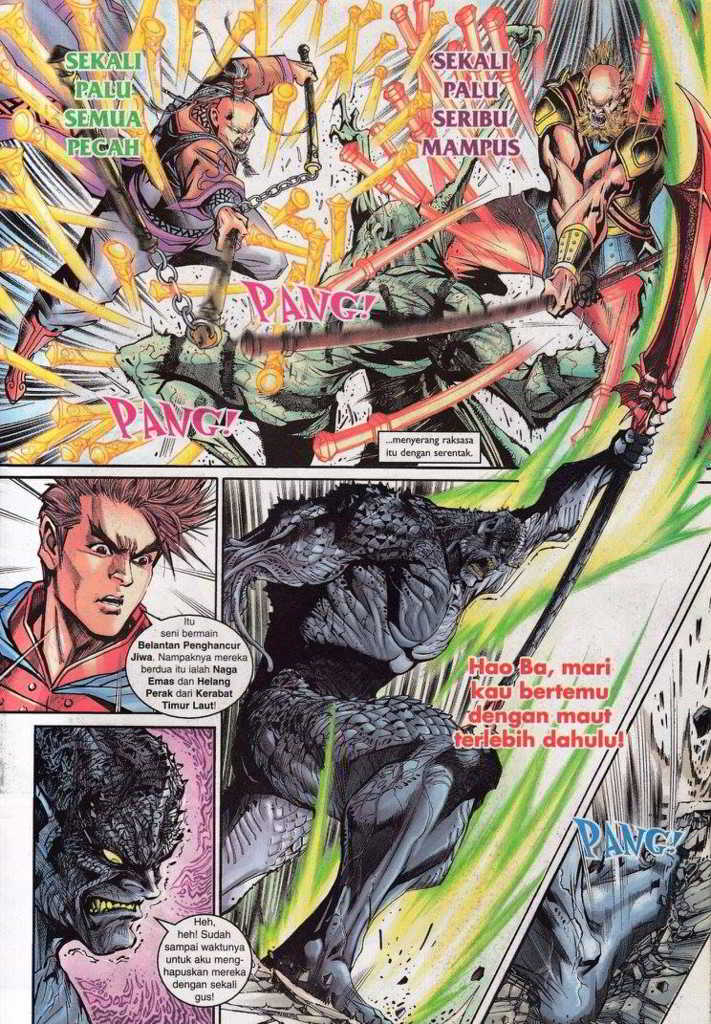 SEKALI
PALU
SEMUA
PECAH
SEKALI
PALU
SERIBU
MAMPUS
PANG!
PANG!
...menyerang raksasa
itu dengan serentak.
Itu
seni bermain
Belantan Penghancur
Jiwa. Nampaknya mereka
berdua itu ialah Naga
Emas dan Helang
Perak dari Kerabat
Timur Laut!
Hao Ba, mari
kau bertemu
dengan maut
terlebih dahulu!
Heh,
heh! Sudah
sampai waktunya
untuk aku meng-
hapuskan mereka
dengan sekali
gus!
PANG!